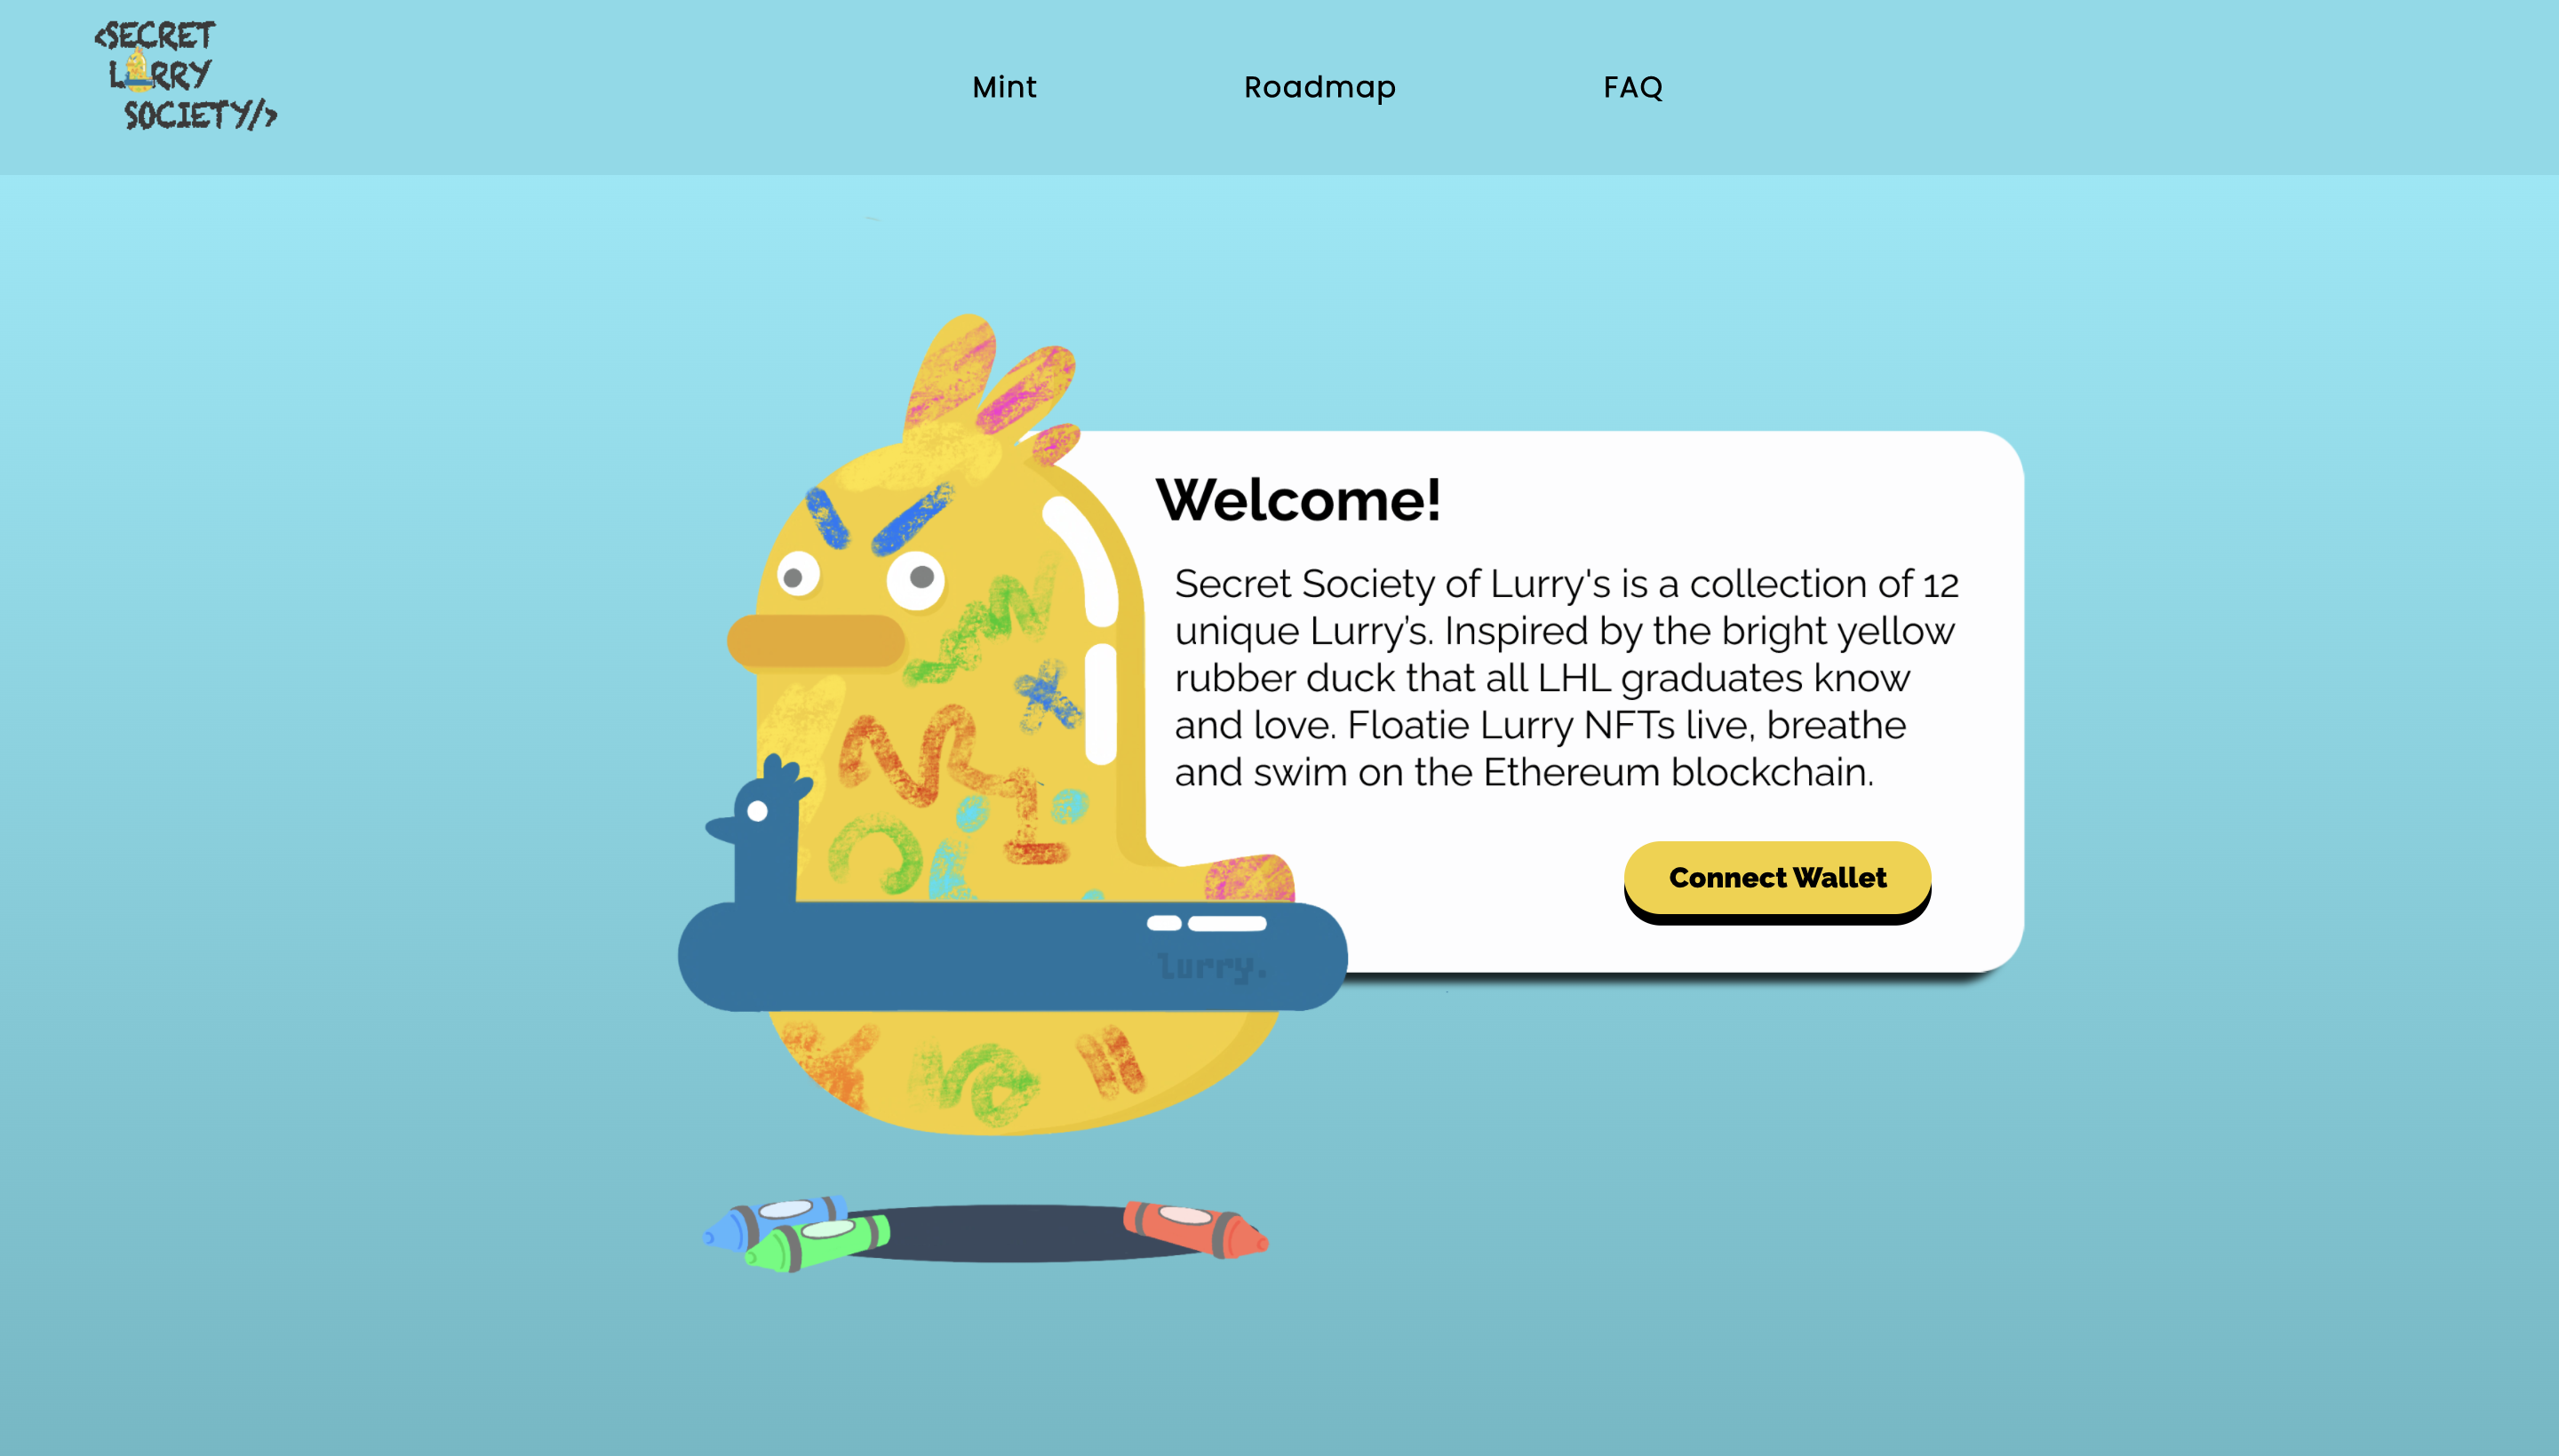 <SECRET
LURRY
SOCIETY/>
Mint
Roadmap
FAQ
Welcome!
Secret Society of Lurry's is a collection of 12
unique Lurry’s. Inspired by the bright yellow
rubber duck that all LHL graduates know
and love. Floatie Lurry NFTs live, breathe
and swim on the Ethereum blockchain.
Connect Wallet
lurry.